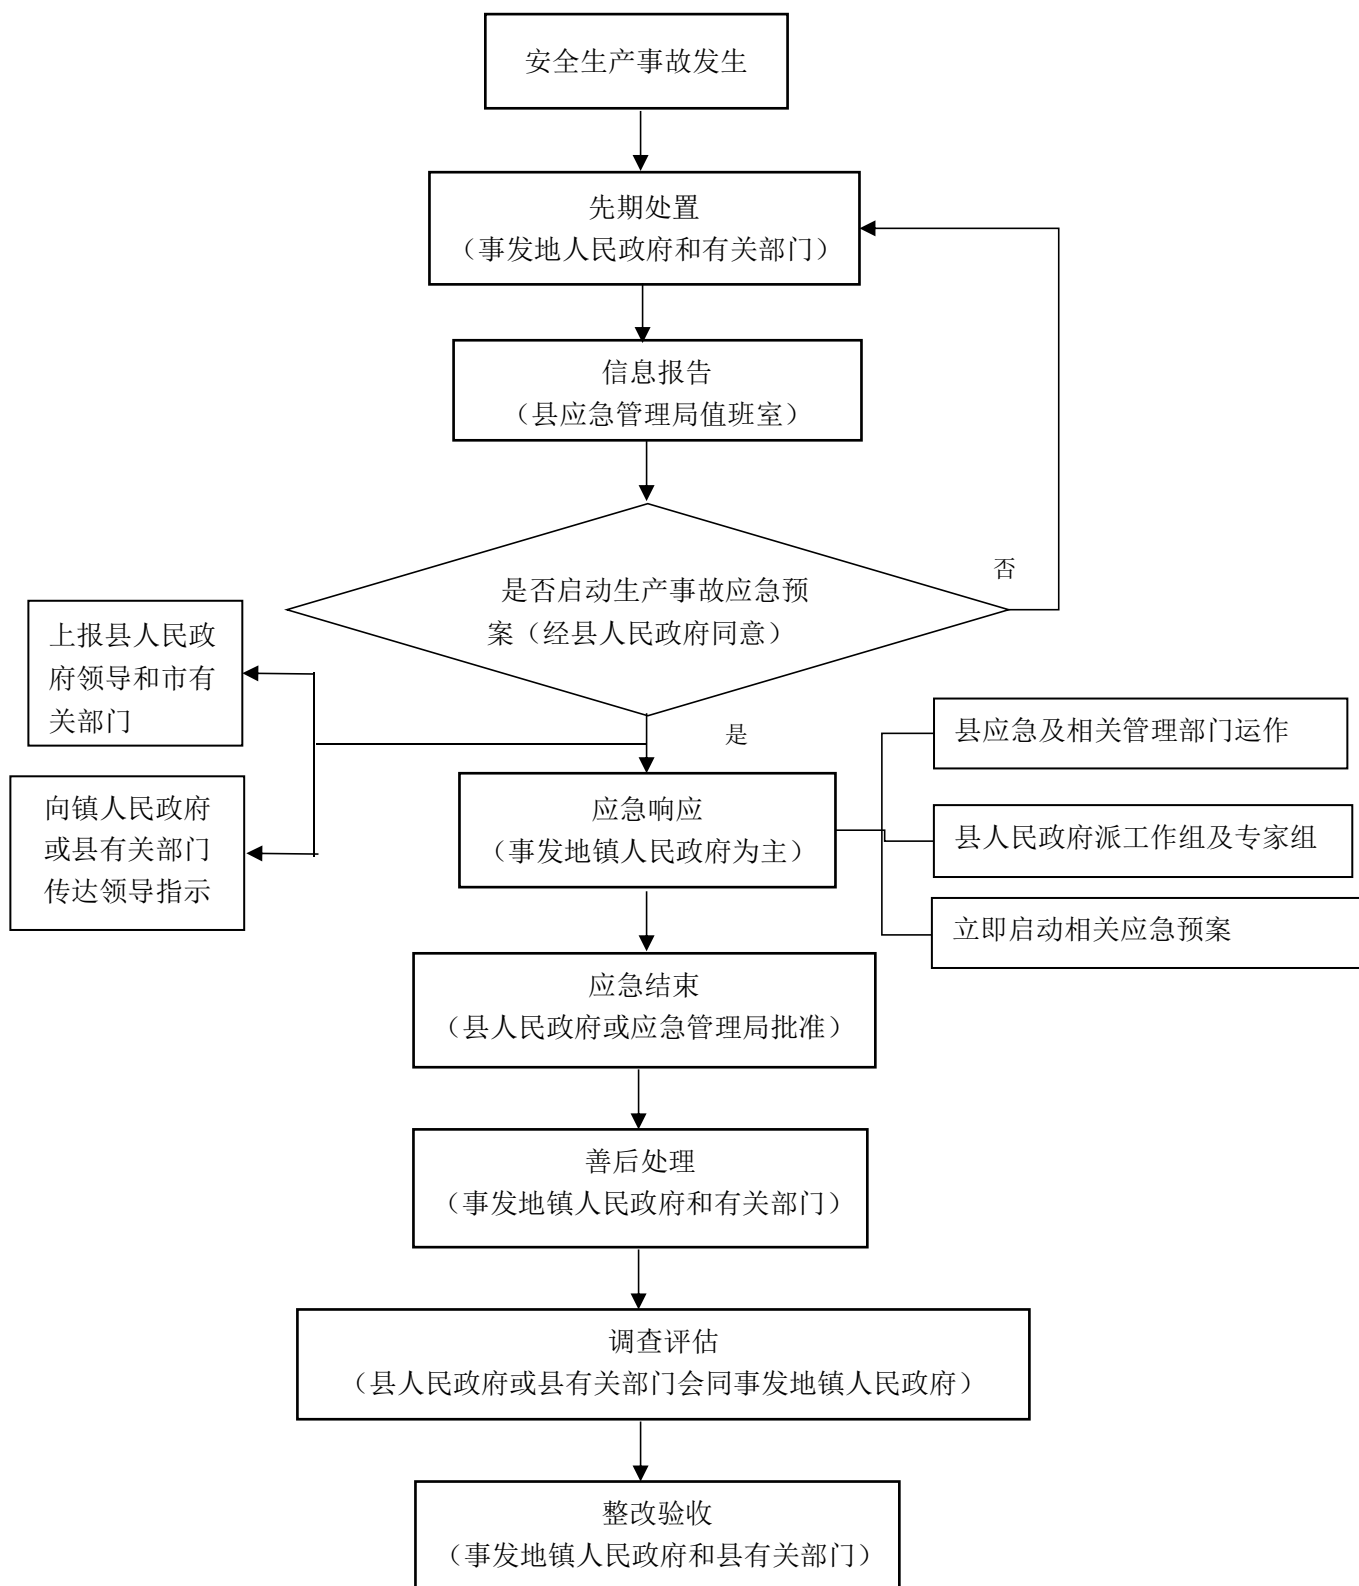 安全生产事故发生
先期处置
（事发地人民政府和有关部门）
信息报告
（县应急管理局值班室）
否
是否启动生产事故应急预
案（经县人民政府同意）
上报县人民政
府领导和市有
关部门
是
县应急及相关管理部门运作
向镇人民政府
或县有关部门
传达领导指示
应急响应
（事发地镇人民政府为主）
县人民政府派工作组及专家组
立即启动相关应急预案
应急结束
（县人民政府或应急管理局批准）
善后处理
（事发地镇人民政府和有关部门）
调查评估
（县人民政府或县有关部门会同事发地镇人民政府）
整改验收
（事发地镇人民政府和县有关部门）